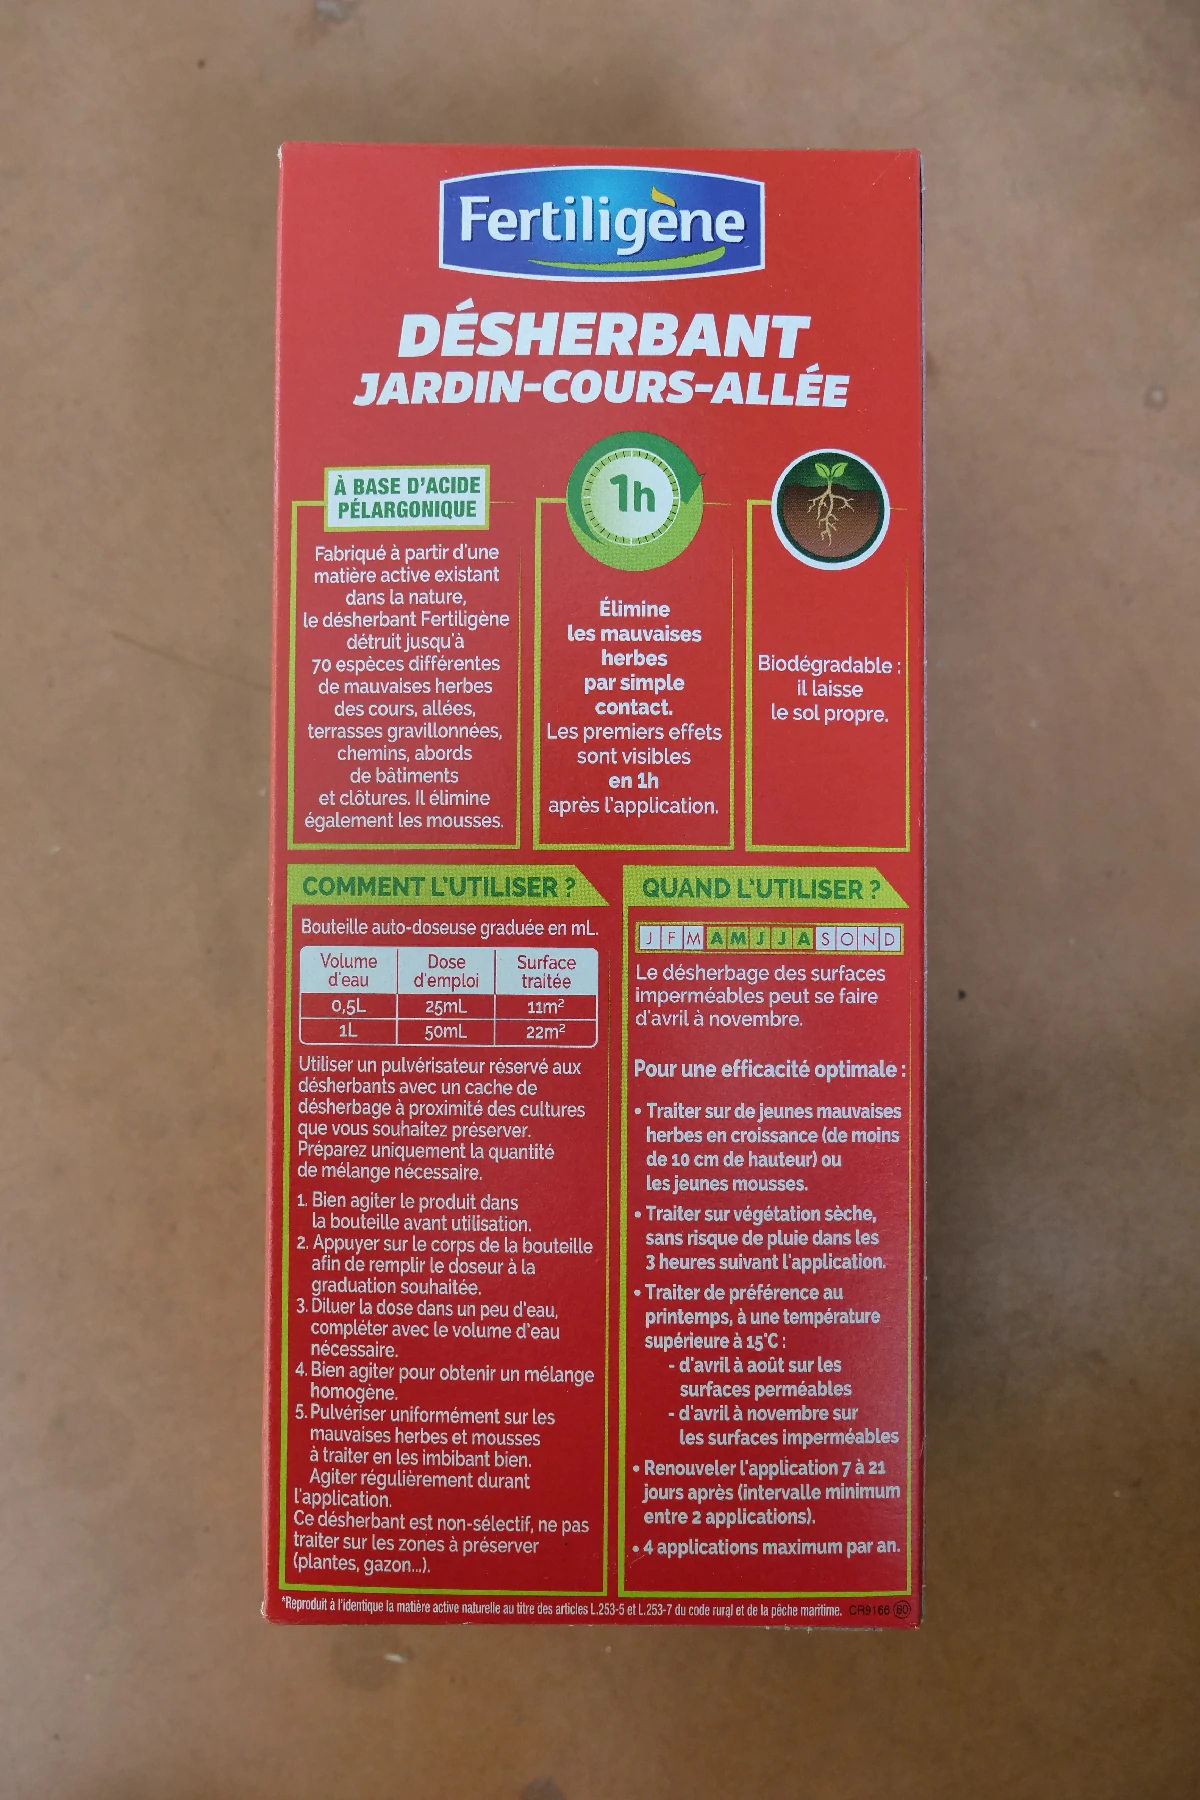 Fertiligène
DÉSHERBANT
JARDIN-COURS-ALLÉE
À BASE D'ACIDE
PÉLARGONIQUE
Fabriqué à partir d'une
matière active existant
dans la nature,
le désherbant Fertiligène
détruit jusqu'à
70 espèces différentes
de mauvaises herbes
des cours, allées,
terrasses gravillonnées,
chemins, abords
de bâtiments
et clôtures. Il élimine
également les mousses.
1h
Élimine
les mauvaises
herbes
par simple
contact.
Les premiers effets
sont visibles
en 1h
après l'application.
Biodégradable :
il laisse
le sol propre.
COMMENT L'UTILISER ?
Bouteille auto-doseuse graduée en mL.
Volume d'eau Dose d'emploi Surface traitée
0,5L 25mL 11m²
1L 50mL 22m²
Utiliser un pulvérisateur réservé aux
désherbants avec un cache de
désherbage à proximité des cultures
que vous souhaitez préserver.
Préparez uniquement la quantité
de mélange nécessaire.
1. Bien agiter le produit dans
la bouteille avant utilisation.
2. Appuyer sur le corps de la bouteille
afin de remplir le doseur à la
graduation souhaitée.
3. Diluer la dose dans un peu d'eau,
compléter avec le volume d'eau
nécessaire.
4. Bien agiter pour obtenir un mélange
homogène.
5. Pulvériser uniformément sur les
mauvaises herbes et mousses
à traiter en les imbibant bien.
Agiter régulièrement durant
l'application.
Ce désherbant est non-sélectif, ne pas
traiter sur les zones à préserver
(plantes, gazon...).
QUAND L'UTILISER ?
J F M A M J J A S O N D
Le désherbage des surfaces
imperméables peut se faire
d'avril à novembre.
Pour une efficacité optimale :
• Traiter sur de jeunes mauvaises
herbes en croissance (de moins
de 10 cm de hauteur) ou
les jeunes mousses.
• Traiter sur végétation sèche,
sans risque de pluie dans les
3 heures suivant l'application.
• Traiter de préférence au
printemps, à une température
supérieure à 15°C :
- d'avril à août sur les
surfaces perméables
- d'avril à novembre sur
les surfaces imperméables
• Renouveler l'application 7 à 21
jours après (intervalle minimum
entre 2 applications).
• 4 applications maximum par an.
*Reproduit à l'identique la matière active naturelle au titre des articles L.253-5 et L.253-7 du code rural et de la pêche maritime. CR9166 60